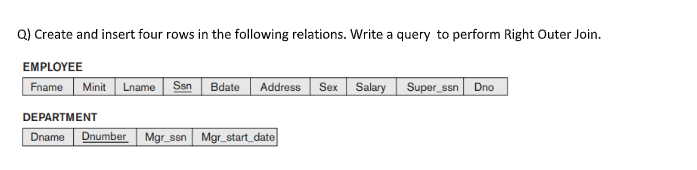 Q) Create and insert four rows in the following relations. Write a query to perform Right Outer Join.
EMPLOYEE
Fname Minit Lname Ssn Bdate Address Sex Salary Super_ssn Dno
DEPARTMENT
Dname Dnumber Mgr_ssn Mgr_start_date